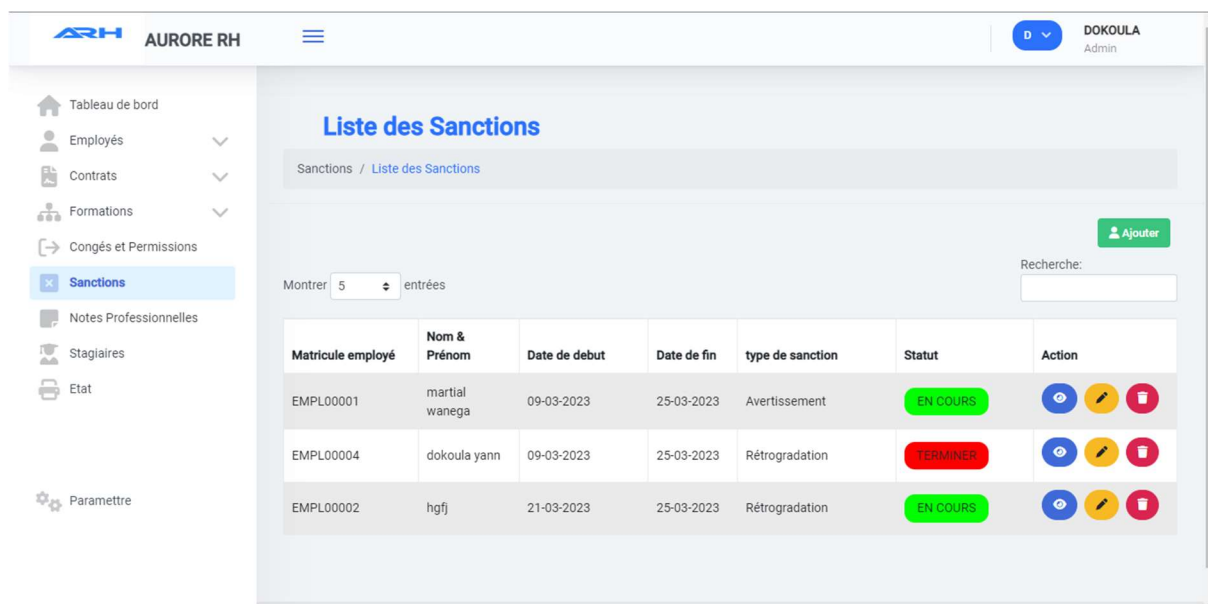 ARH AURORE RH
D
DOKOULA
Admin
Tableau de bord
Employés
Contrats
Formations
Congés et Permissions
Sanctions
Notes Professionnelles
Stagiaires
Etat
Paramettre
Liste des Sanctions
Sanctions / Liste des Sanctions
Ajouter
Montrer 5 entrées
Recherche:
Matricule employé Nom & Prénom Date de debut Date de fin type de sanction Statut Action
EMPL00001 martial wanega 09-03-2023 25-03-2023 Avertissement EN COURS
EMPL00004 dokoula yann 09-03-2023 25-03-2023 Rétrogradation TERMINER
EMPL00002 hgfj 21-03-2023 25-03-2023 Rétrogradation EN COURS